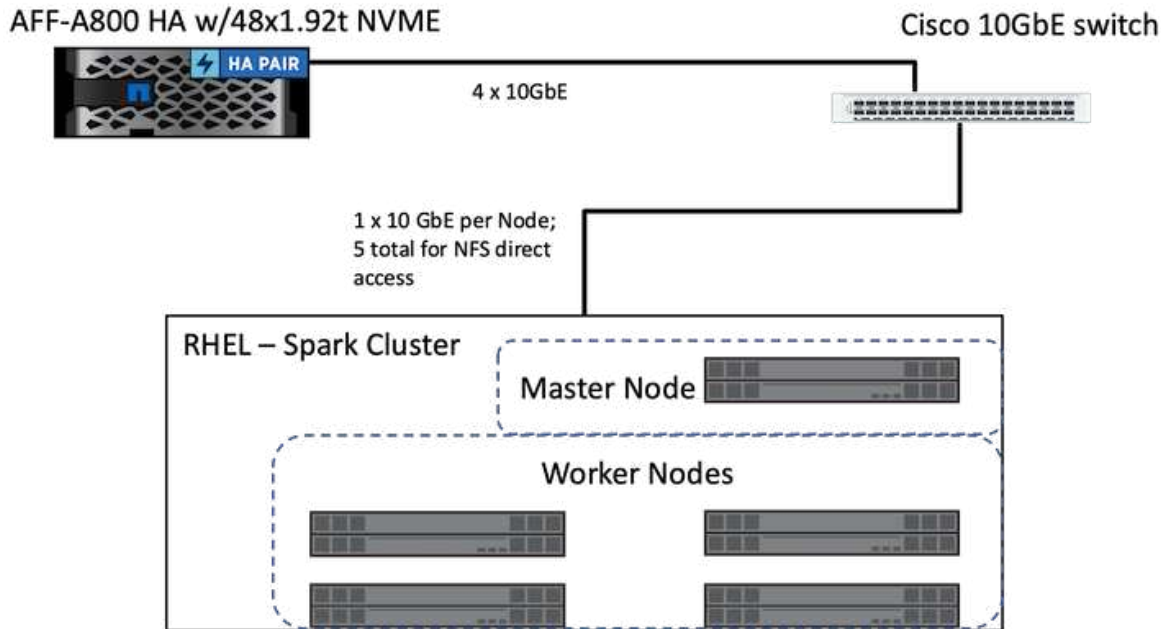 AFF-A800 HA w/48x1.92t NVME
Cisco 10GbE switch
HA PAIR
4 x 10GbE
1 x 10 GbE per Node;
5 total for NFS direct
access
RHEL – Spark Cluster
Master Node
Worker Nodes